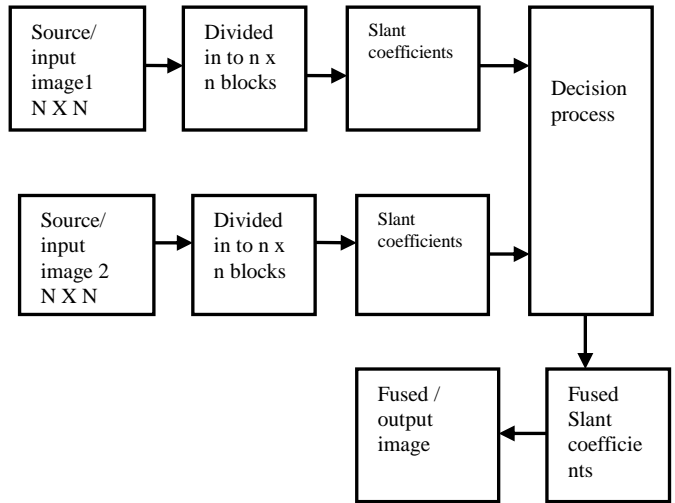 Source/
input
image1
N X N
Divided
in to n x
n blocks
Slant
coefficients
Decision
process
Source/
input
image 2
N X N
Divided
in to n x
n blocks
Slant
coefficients
Fused /
output
image
Fused
Slant
coefficie
nts